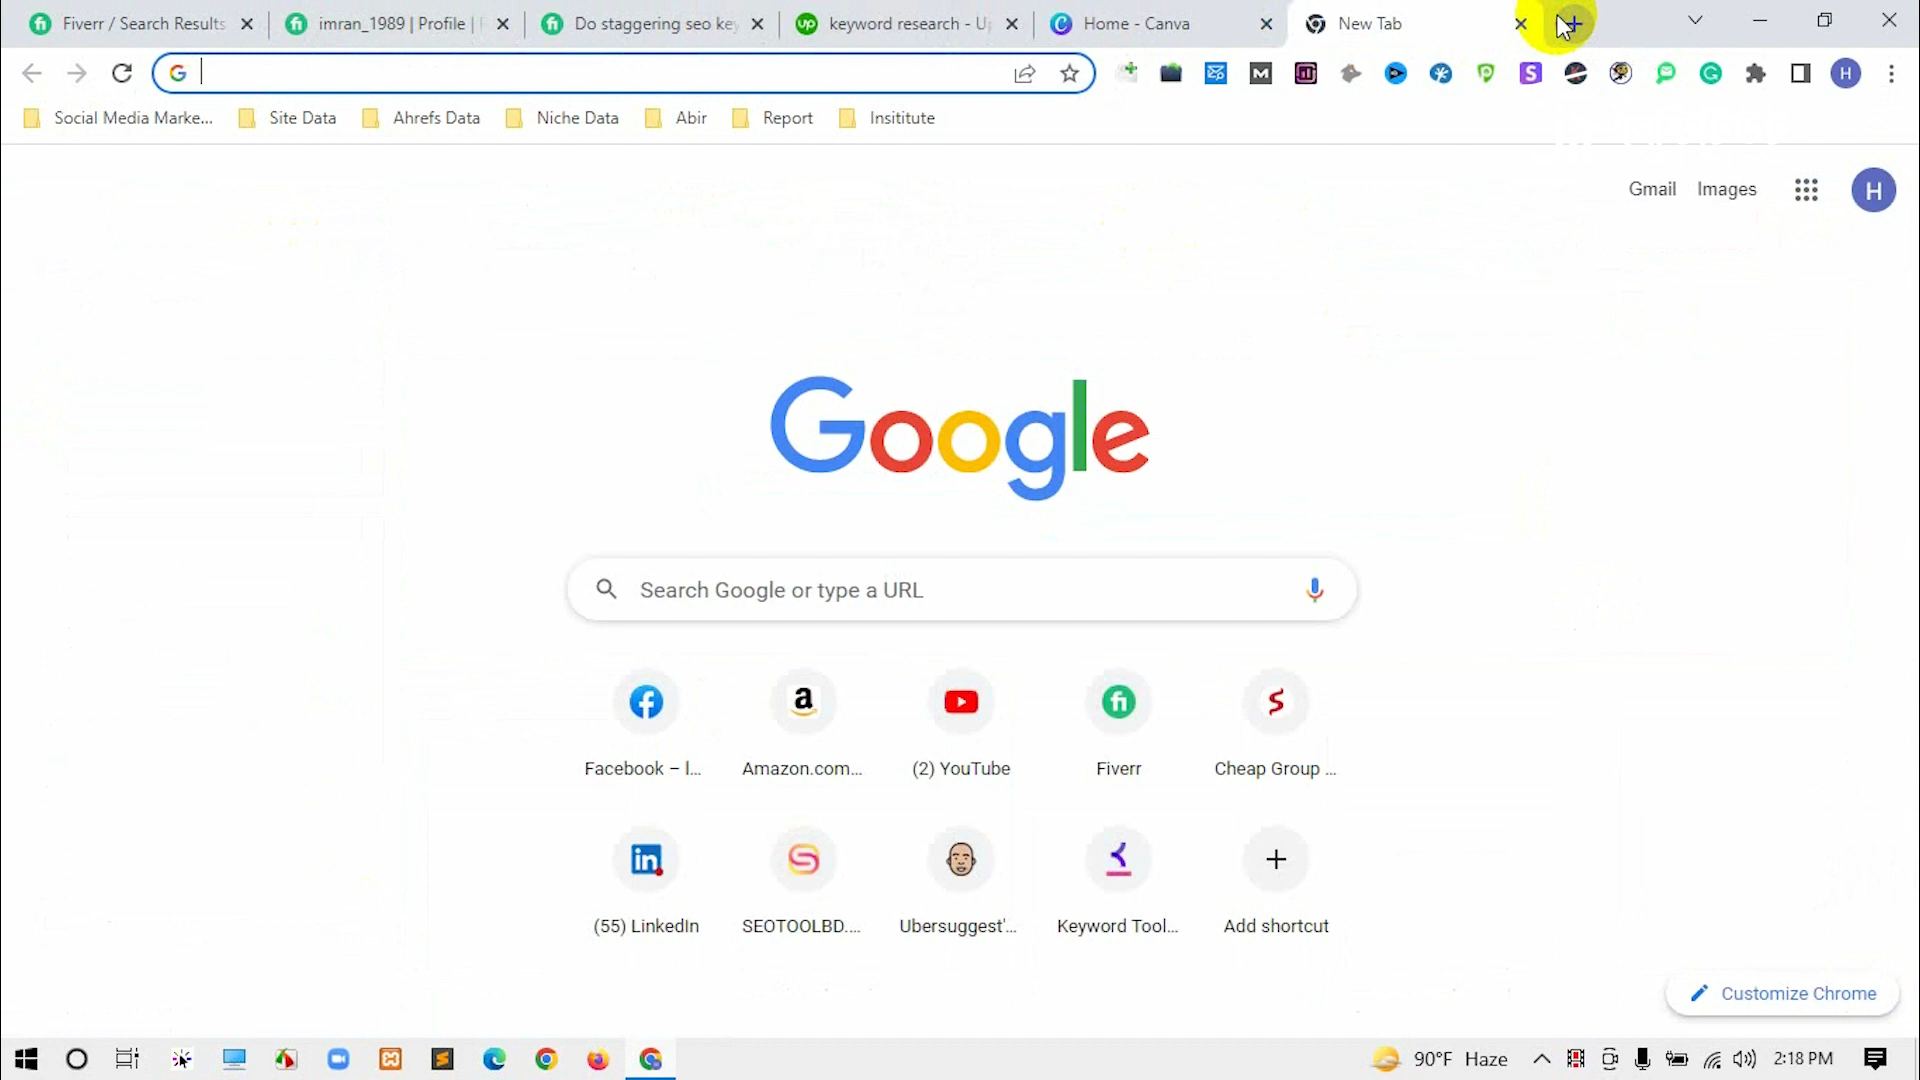 Fiverr / Search Results
imran_1989 | Profile |
Do staggering seo key
keyword research - U
Home - Canva
New Tab
Social Media Marke...
Site Data
Ahrefs Data
Niche Data
Abir
Report
Insititute
Gmail
Images
H
Google
Search Google or type a URL
Facebook – l...
Amazon.com...
(2) YouTube
Fiverr
Cheap Group ...
(55) LinkedIn
SEOTOOLBD....
Ubersuggest'...
Keyword Tool...
Add shortcut
Customize Chrome
90°F Haze
2:18 PM